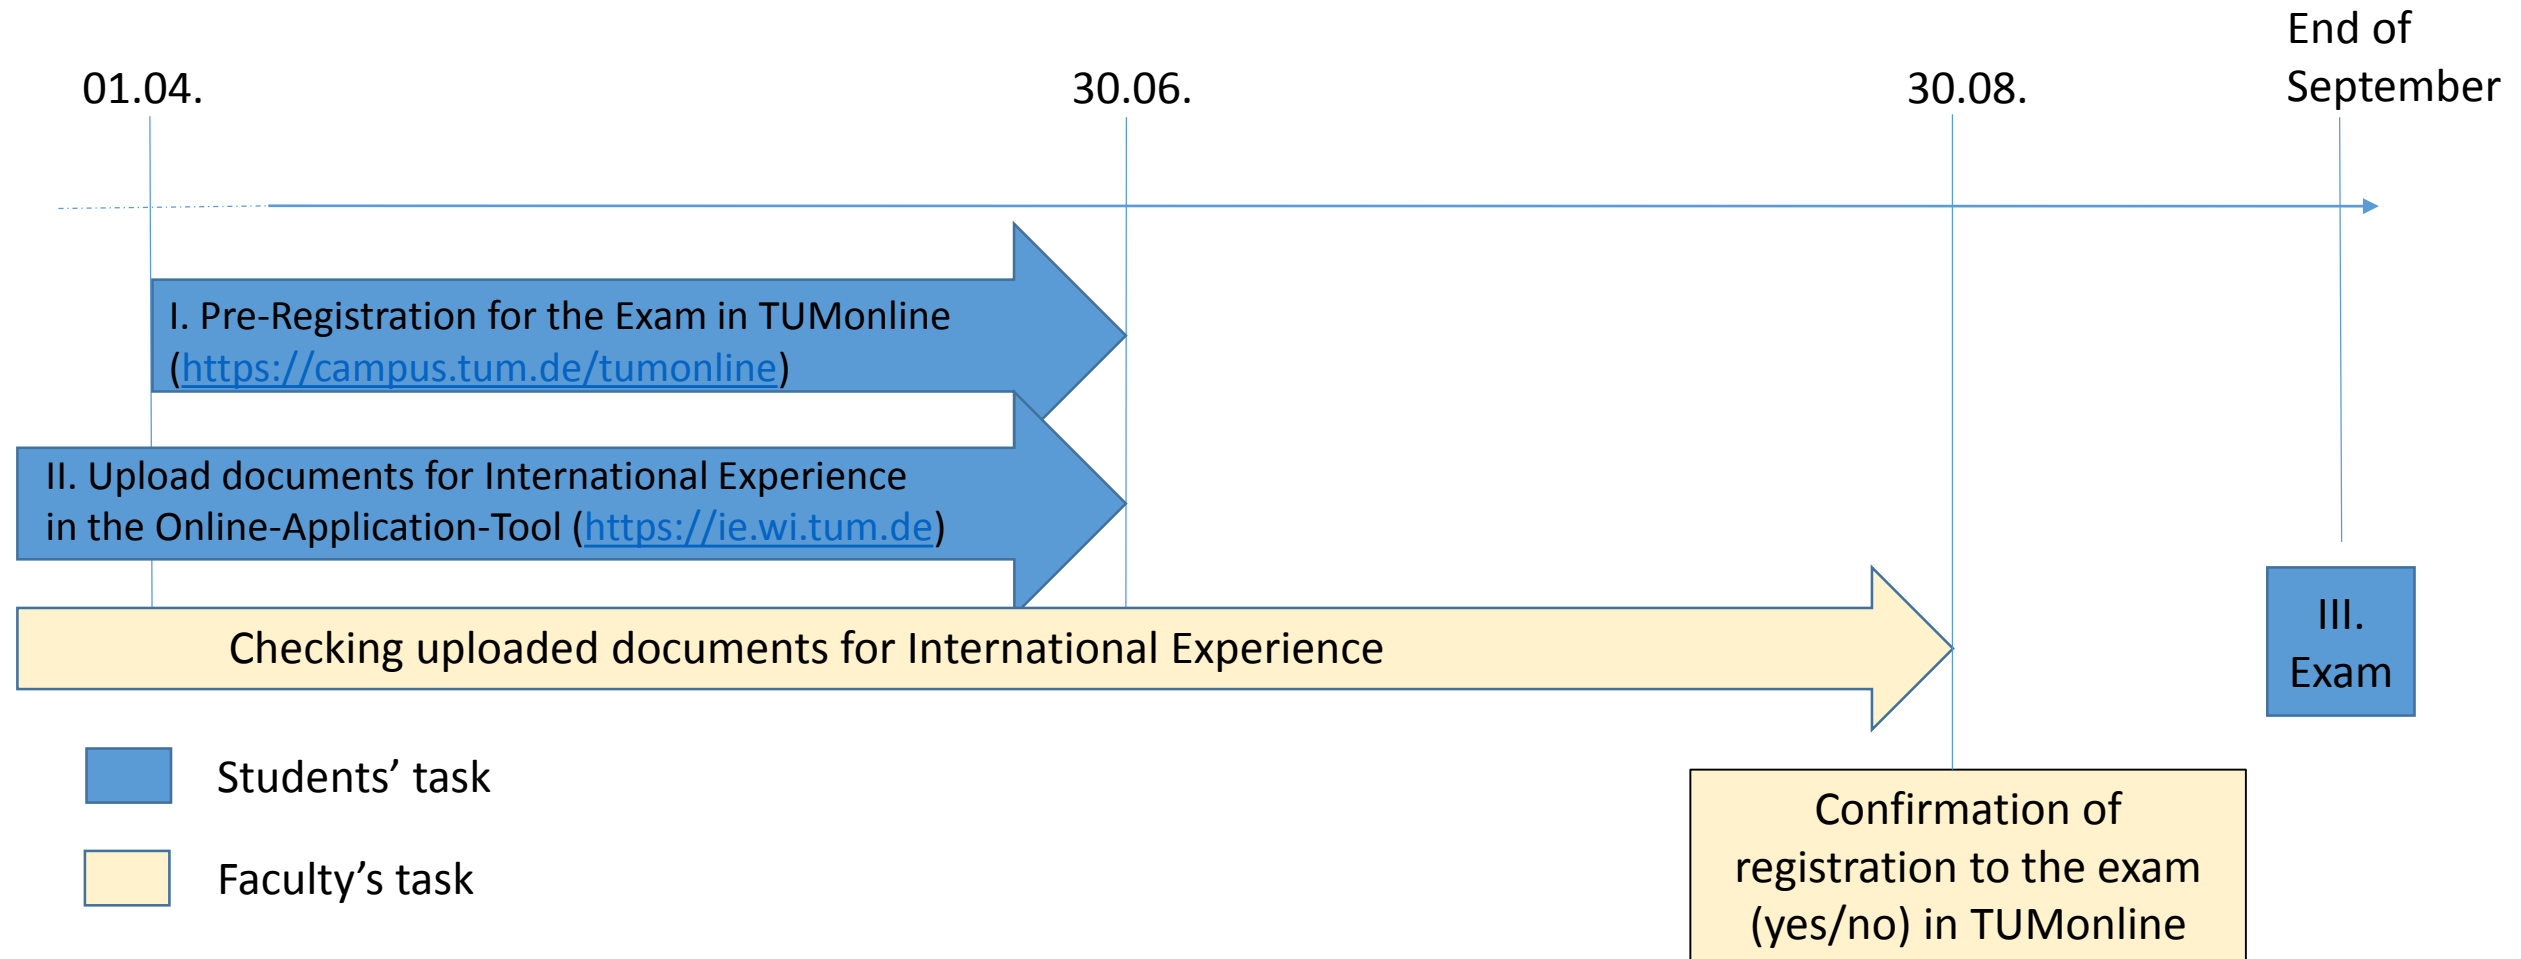 End of
September
01.04.
30.06.
30.08.
I. Pre-Registration for the Exam in TUMonline
(https://campus.tum.de/tumonline)
II. Upload documents for International Experience
in the Online-Application-Tool (https://ie.wi.tum.de)
Checking uploaded documents for International Experience
III.
Exam
Students’ task
Faculty’s task
Confirmation of
registration to the exam
(yes/no) in TUMonline